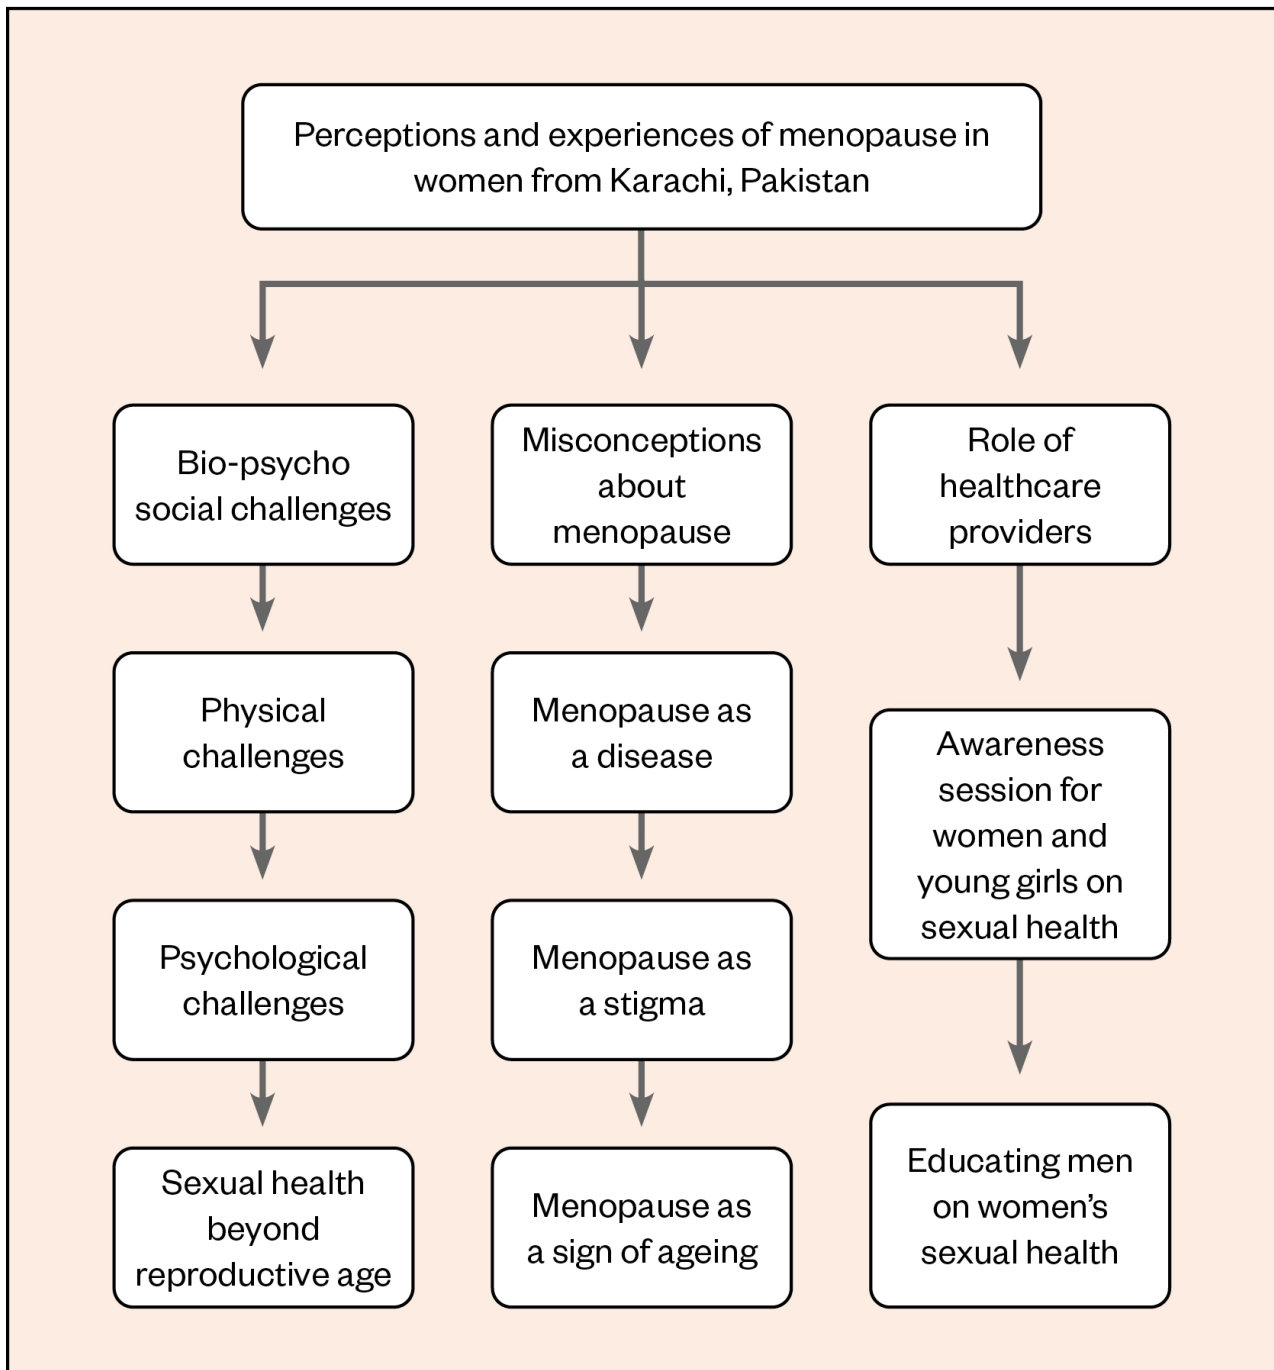 Perceptions and experiences of menopause in
women from Karachi, Pakistan
Bio-psycho
social challenges
Physical
challenges
Psychological
challenges
Sexual health
beyond
reproductive age
Misconceptions
about
menopause
Menopause as
a disease
Menopause as
a stigma
Menopause as
a sign of ageing
Role of
healthcare
providers
Awareness
session for
women and
young girls on
sexual health
Educating men
on women’s
sexual health